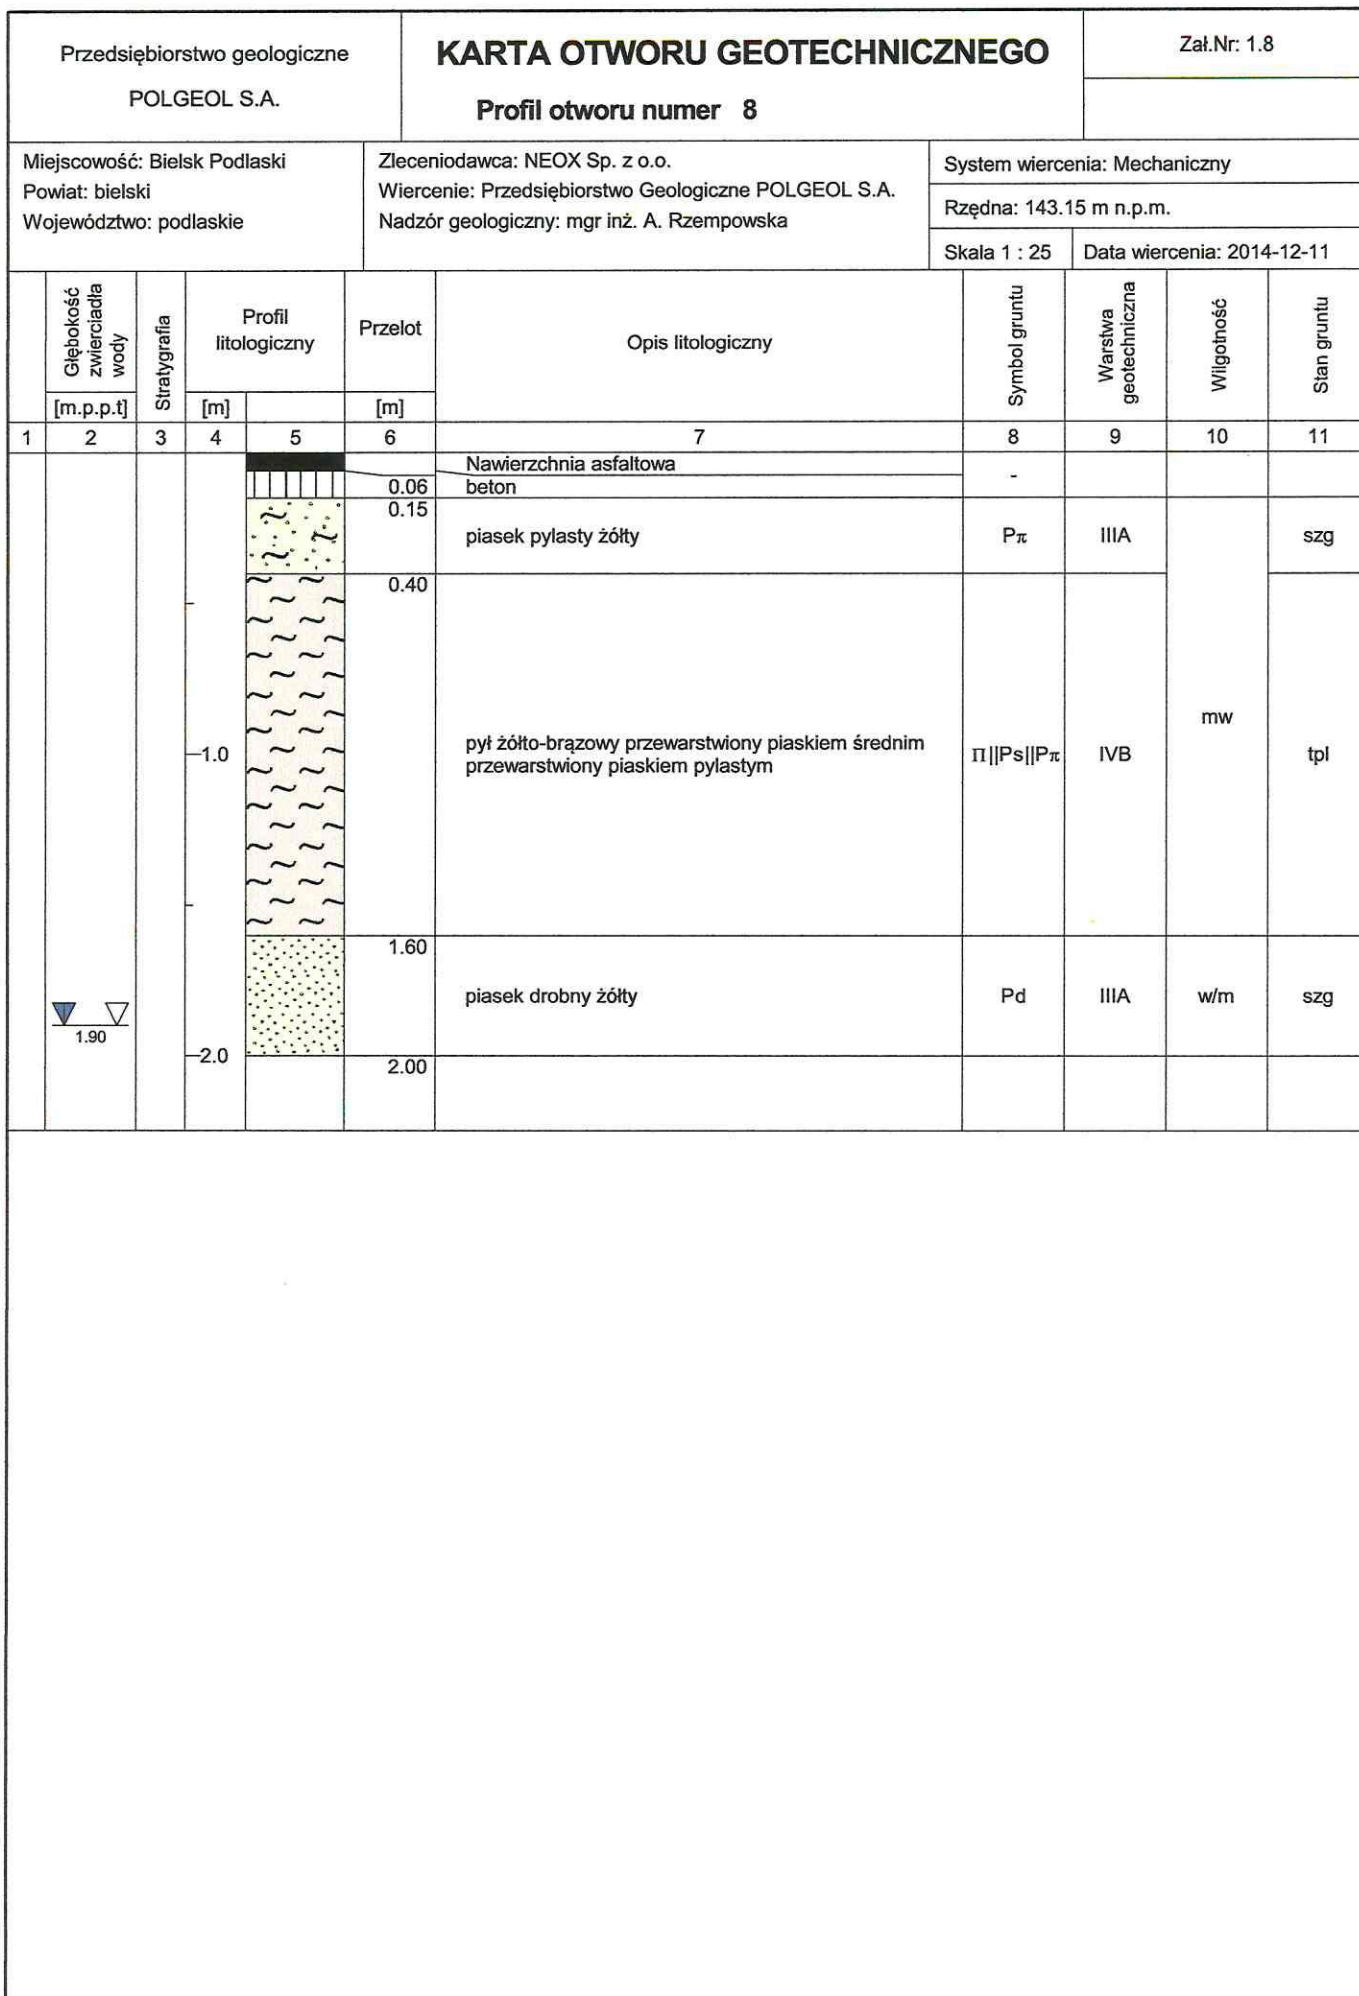 Przedsiębiorstwo geologiczne
POLGEOL S.A.
KARTA OTWORU GEOTECHNICZNEGO
Profil otworu numer 8
Zał.Nr: 1.8
Miejscowość: Bielsk Podlaski
Powiat: bielski
Województwo: podlaskie
Zleceniodawca: NEOX Sp. z o.o.
Wiercenie: Przedsiębiorstwo Geologiczne POLGEOL S.A.
Nadzór geologiczny: mgr inż. A. Rzempowska
System wiercenia: Mechaniczny
Rzędna: 143.15 m n.p.m.
Skala 1 : 25
Data wiercenia: 2014-12-11
Głębokość
zwierciadła
wody
[m.p.p.t]
Stratygrafia
Profil
litologiczny
[m]
Przelot
[m]
Opis litologiczny
Symbol gruntu
Warstwa
geotechniczna
Wilgotność
Stan gruntu
1 2 3 4 5 6 7 8 9 10 11
Nawierzchnia asfaltowa
-
0.06 beton
0.15
piasek pylasty żółty Pπ IIIA szg
0.40
mw
1.0
pył żółto-brązowy przewarstwiony piaskiem średnim
przewarstwiony piaskiem pylastym
Π||Ps||Pπ IVB tpl
1.60
piasek drobny żółty Pd IIIA w/m szg
1.90
2.0
2.00